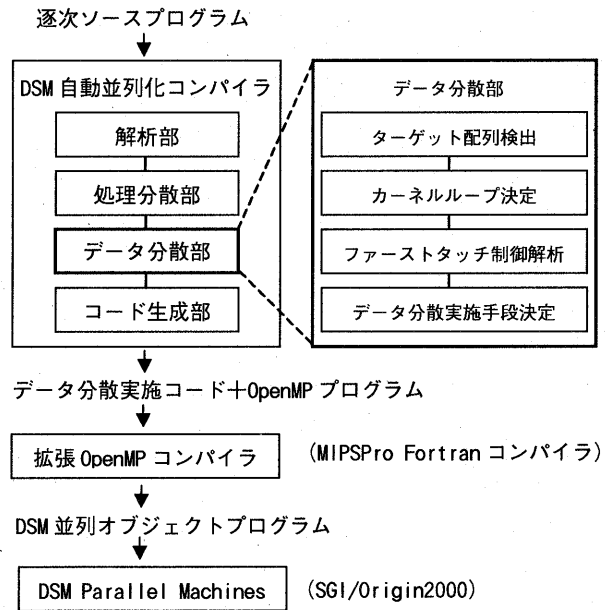 逐次ソースプログラム
DSM 自動並列化コンパイラ
解析部
処理分散部
データ分散部
コード生成部
データ分散部
ターゲット配列検出
カーネルループ決定
ファーストタッチ制御解析
データ分散実施手段決定
データ分散実施コード＋OpenMP プログラム
拡張 OpenMP コンパイラ
(MIPSPro Fortran コンパイラ)
DSM 並列オブジェクトプログラム
DSM Parallel Machines
(SGI/Origin2000)